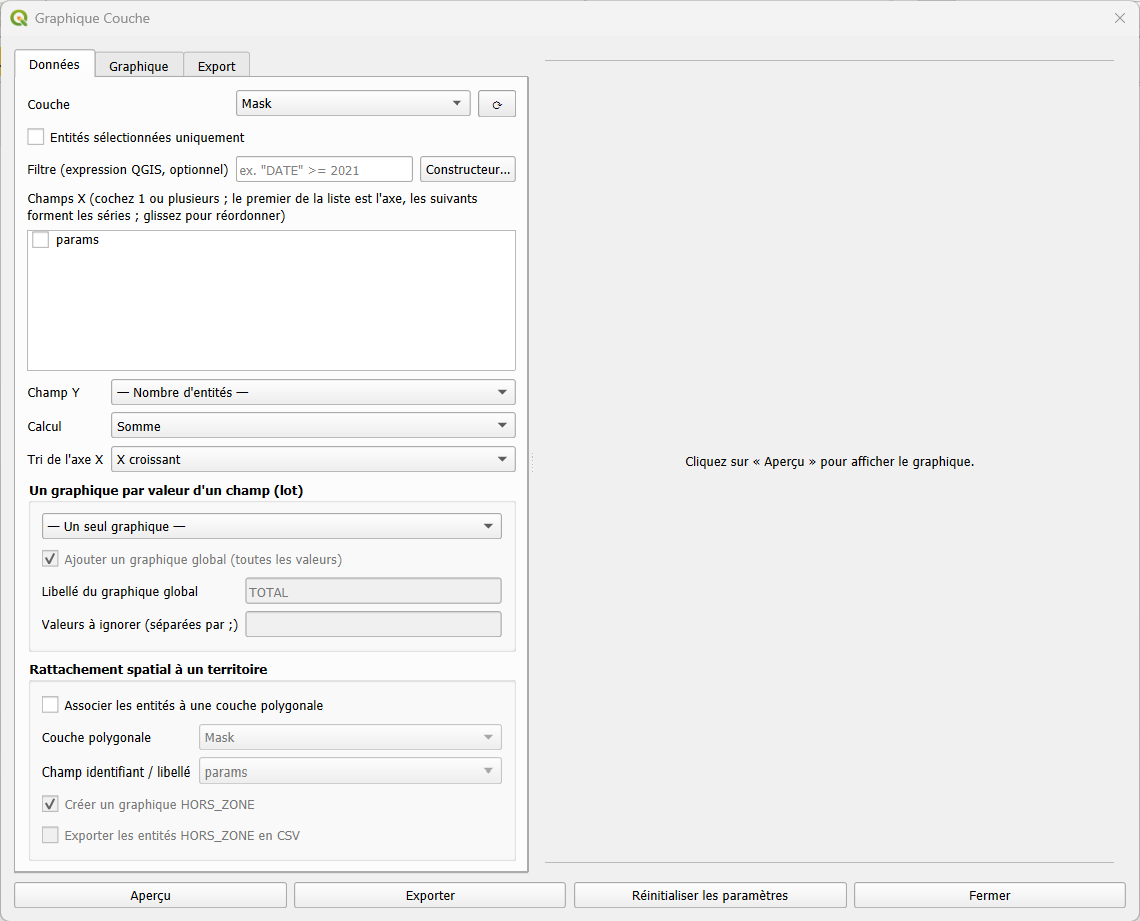 Graphique Couche
Données
Graphique
Export
Couche
Mask
⟳
Entités sélectionnées uniquement
Filtre (expression QGIS, optionnel)
ex. "DATE" >= 2021
Constructeur...
Champs X (cochez 1 ou plusieurs ; le premier de la liste est l'axe, les suivants
forment les séries ; glissez pour réordonner)
params
Champ Y
— Nombre d'entités —
Calcul
Somme
Tri de l'axe X
X croissant
Un graphique par valeur d'un champ (lot)
— Un seul graphique —
Ajouter un graphique global (toutes les valeurs)
Libellé du graphique global
TOTAL
Valeurs à ignorer (séparées par ;)
Rattachement spatial à un territoire
Associer les entités à une couche polygonale
Couche polygonale
Mask
Champ identifiant / libellé
params
Créer un graphique HORS_ZONE
Exporter les entités HORS_ZONE en CSV
Cliquez sur « Aperçu » pour afficher le graphique.
Aperçu
Exporter
Réinitialiser les paramètres
Fermer